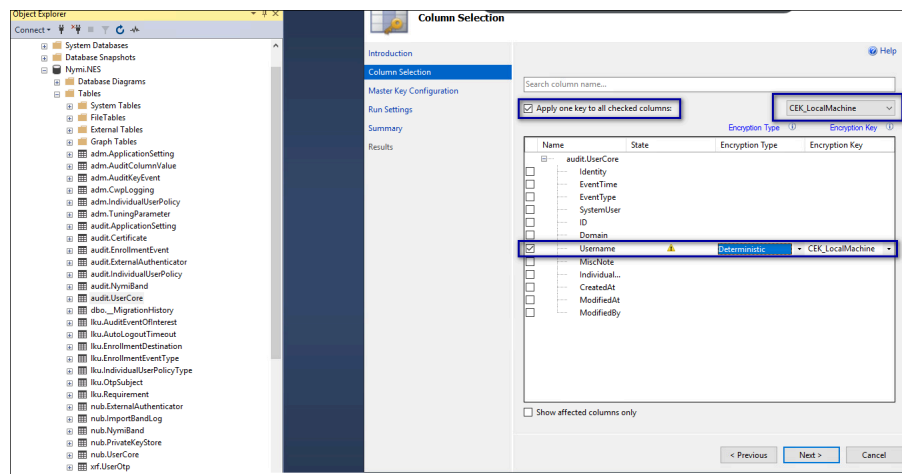 Object Explorer
Connect
System Databases
Database Snapshots
Nymi.NES
Database Diagrams
Tables
System Tables
FileTables
External Tables
Graph Tables
adm.ApplicationSetting
adm.AuditColumnValue
adm.AuditKeyEvent
adm.CwpLogging
adm.IndividualUserPolicy
adm.TuningParameter
audit.ApplicationSetting
audit.Certificate
audit.EnrollmentEvent
audit.ExternalAuthenticator
audit.IndividualUserPolicy
audit.NymiBand
audit.UserCore
dbo.__MigrationHistory
lku.AuditEventOfInterest
lku.AutoLogoutTimeout
lku.EnrollmentDestination
lku.EnrollmentEventType
lku.IndividualUserPolicyType
lku.OtpSubject
lku.Requirement
nub.ExternalAuthenticator
nub.ImportBandLog
nub.NymiBand
nub.PrivateKeyStore
nub.UserCore
xrf.UserOtp
Column Selection
Introduction
Column Selection
Master Key Configuration
Run Settings
Summary
Results
Help
Search column name...
Apply one key to all checked columns:
CEK_LocalMachine
Encryption Type Encryption Key
Name State Encryption Type Encryption Key
audit.UserCore
Identity
EventTime
EventType
SystemUser
ID
Domain
Username Deterministic CEK_LocalMachine
MiscNote
Individual...
CreatedAt
ModifiedAt
ModifiedBy
Show affected columns only
< Previous Next > Cancel